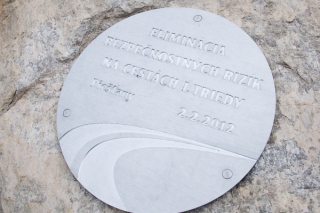 ELIMINÁCIA
BEZPEČNOSTNÝCH RIZÍK
NA CESTÁCH I. TRIEDY
2.2.2012